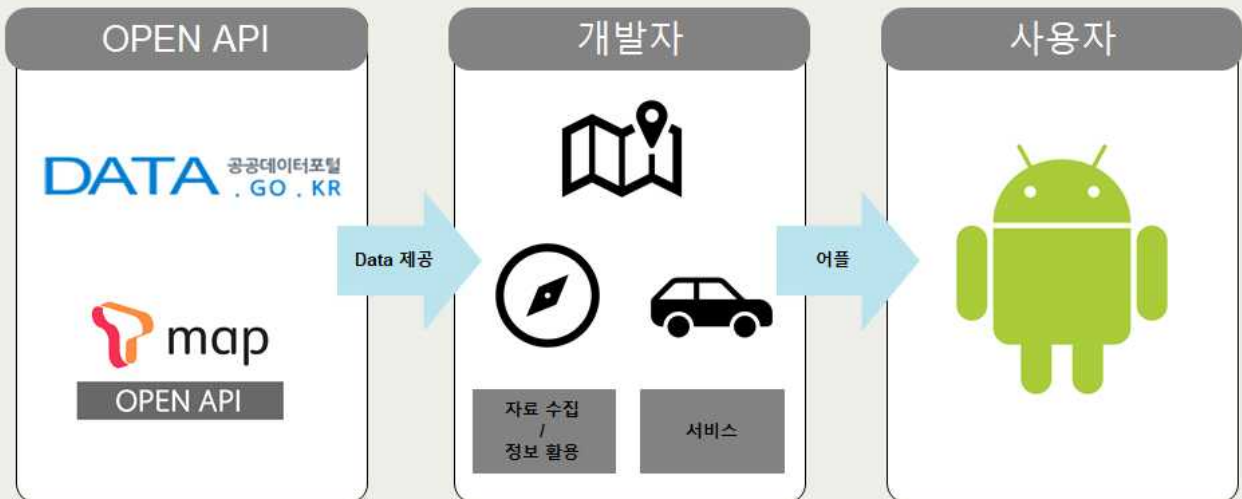 OPEN API
DATA 공공데이터포털
. GO . KR
T map
OPEN API
Data 제공
개발자
자료 수집
/
정보 활용
서비스
어플
사용자